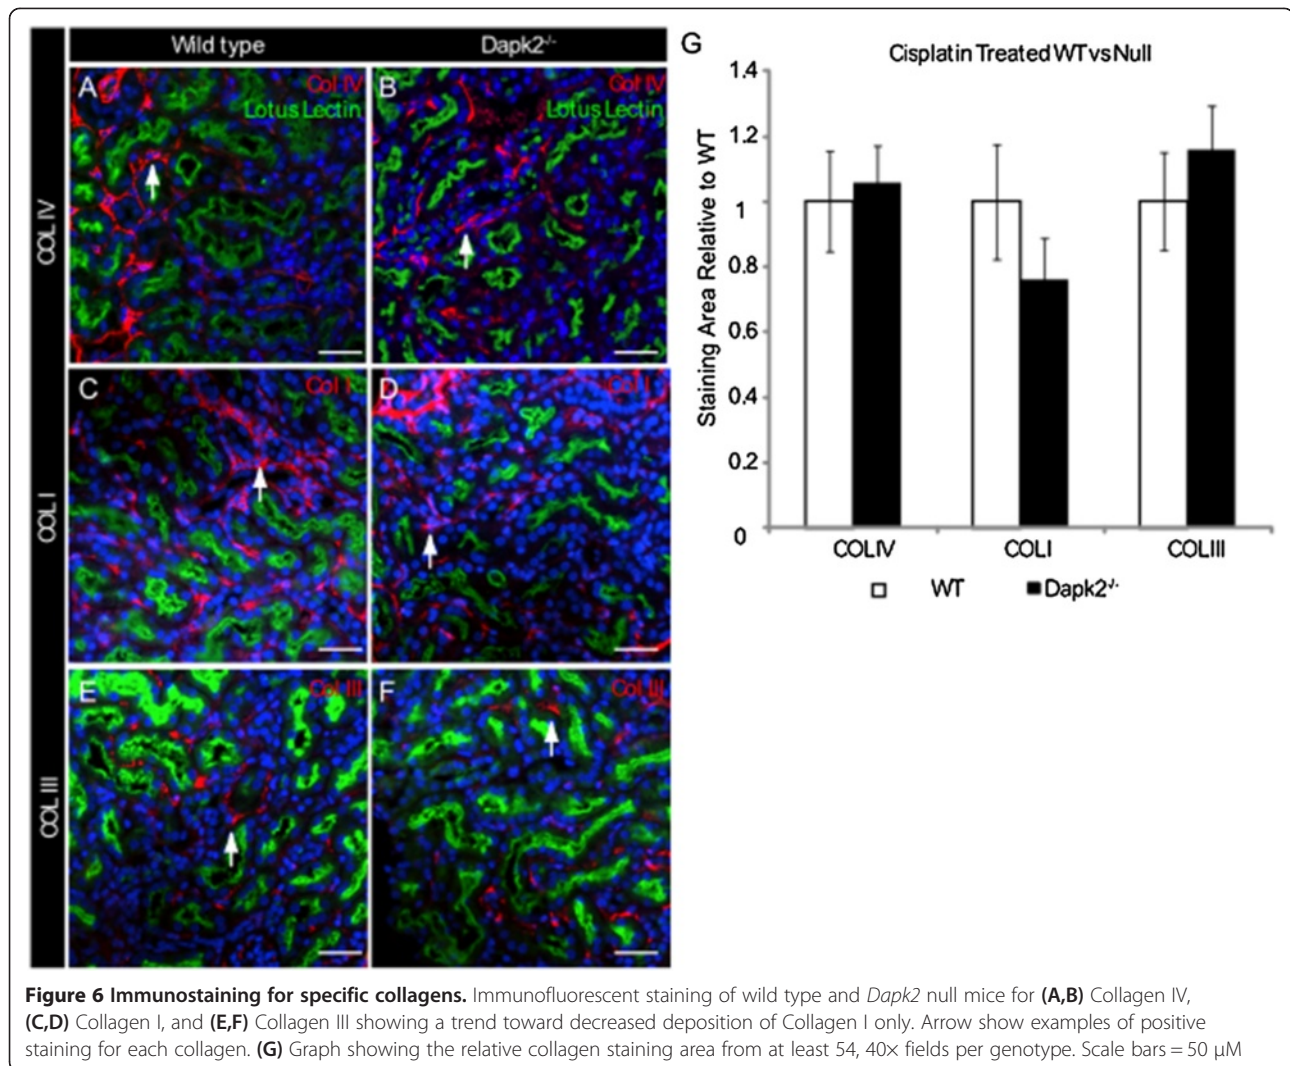 Wild type
Dapk2-/-
COL IV
A
Col IV
Lotus Lectin
B
Col IV
Lotus Lectin
COL I
C
Col I
D
Col I
COL III
E
Col III
F
Col III
G
Cisplatin Treated WT vs Null
Staining Area Relative to WT
1.4
1.2
1
0.8
0.6
0.4
0.2
0
COLIV
COLI
COLIII
WT
Dapk2-/-
Figure 6 Immunostaining for specific collagens. Immunofluorescent staining of wild type and Dapk2 null mice for (A,B) Collagen IV,
(C,D) Collagen I, and (E,F) Collagen III showing a trend toward decreased deposition of Collagen I only. Arrow show examples of positive
staining for each collagen. (G) Graph showing the relative collagen staining area from at least 54, 40× fields per genotype. Scale bars = 50 μM